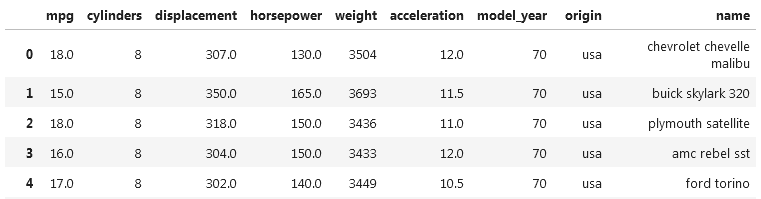 mpg cylinders displacement horsepower weight acceleration model_year origin name
0 18.0 8 307.0 130.0 3504 12.0 70 usa chevrolet chevelle
malibu
1 15.0 8 350.0 165.0 3693 11.5 70 usa buick skylark 320
2 18.0 8 318.0 150.0 3436 11.0 70 usa plymouth satellite
3 16.0 8 304.0 150.0 3433 12.0 70 usa amc rebel sst
4 17.0 8 302.0 140.0 3449 10.5 70 usa ford torino